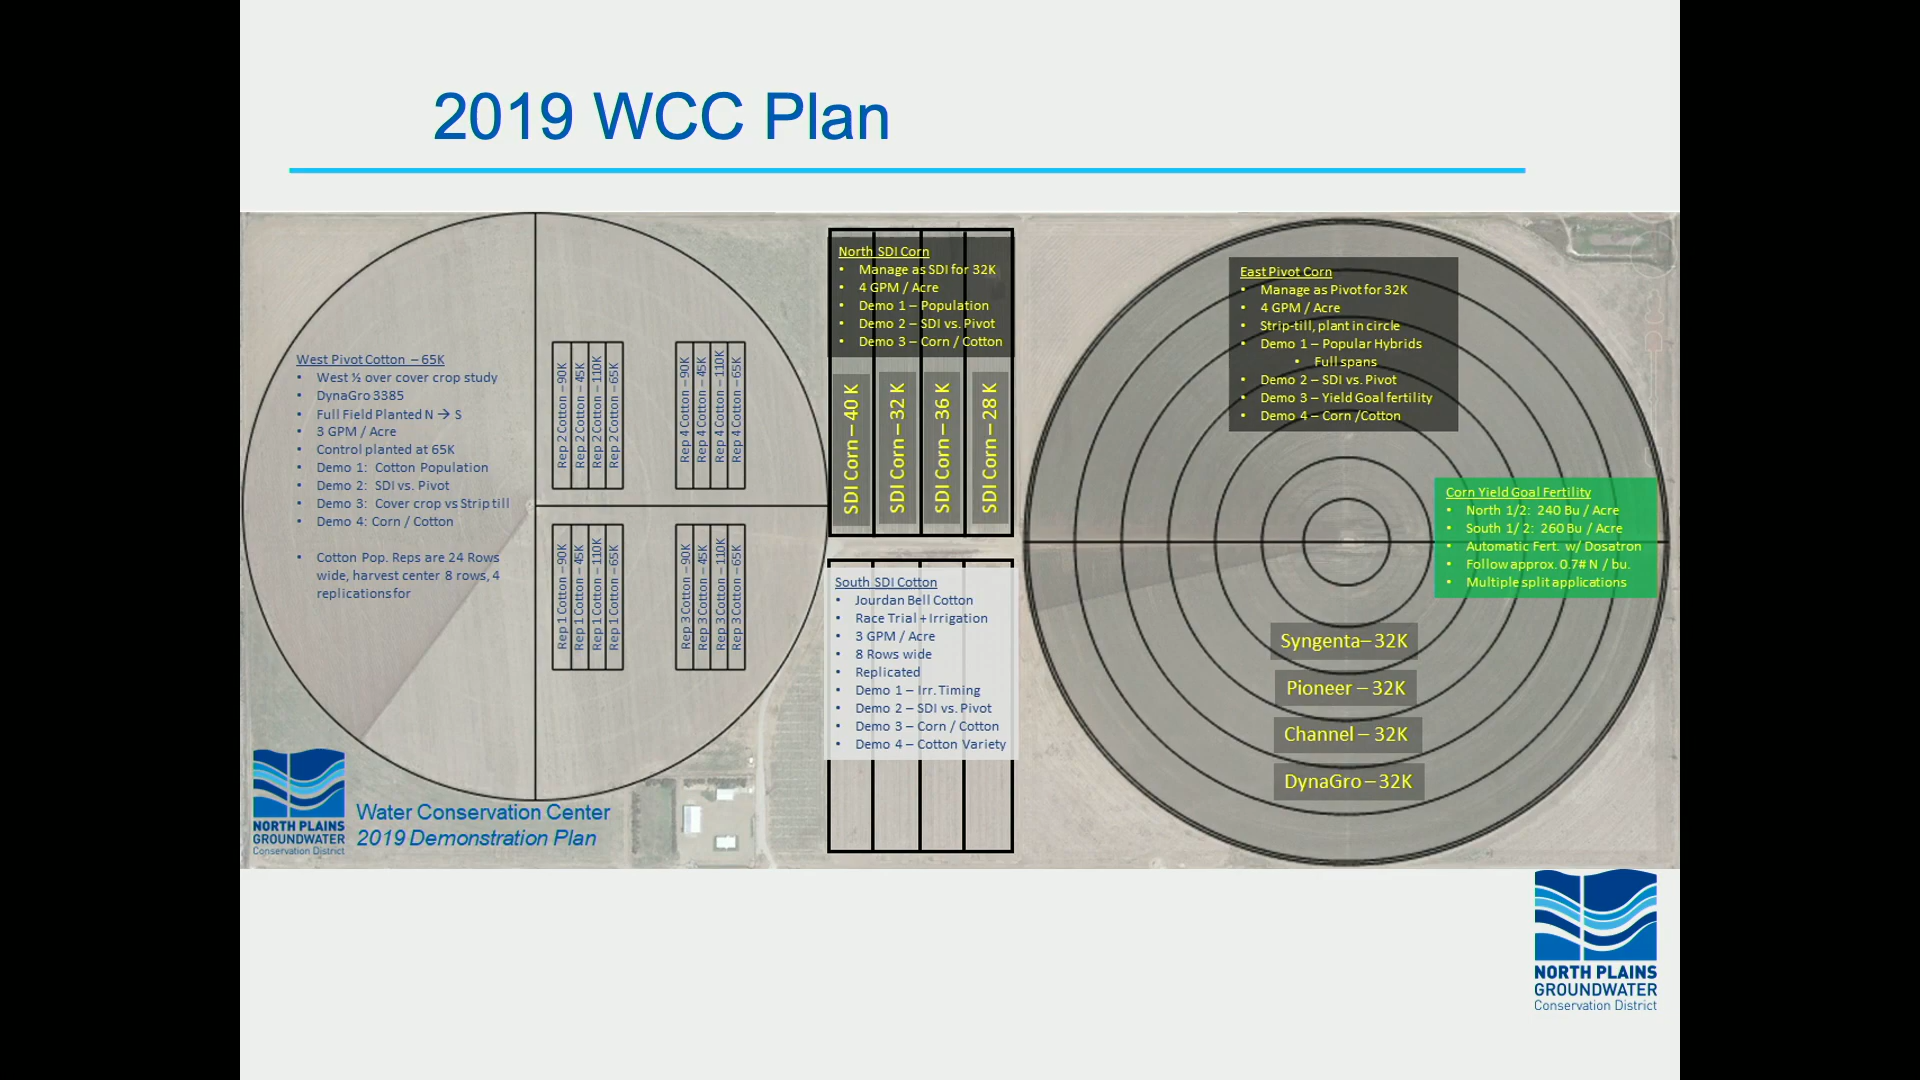 2019 WCC Plan
West Pivot Cotton – 65K
• West ½ over cover crop study
• DynaGro 3385
• Full Field Planted N → S
• 3 GPM / Acre
• Control planted at 65K
• Demo 1: Cotton Population
• Demo 2: SDI vs. Pivot
• Demo 3: Cover crop vs Strip till
• Demo 4: Corn / Cotton
• Cotton Pop. Reps are 24 Rows
wide, harvest center 8 rows, 4
replications for
Rep 2 Cotton – 90K
Rep 2 Cotton – 45K
Rep 2 Cotton – 110K
Rep 2 Cotton – 65K
Rep 4 Cotton – 90K
Rep 4 Cotton – 45K
Rep 4 Cotton – 110K
Rep 4 Cotton – 65K
Rep 1 Cotton – 90K
Rep 1 Cotton – 45K
Rep 1 Cotton – 110K
Rep 1 Cotton – 65K
Rep 3 Cotton – 90K
Rep 3 Cotton – 45K
Rep 3 Cotton – 110K
Rep 3 Cotton – 65K
North SDI Corn
• Manage as SDI for 32K
• 4 GPM / Acre
• Demo 1 – Population
• Demo 2 – SDI vs. Pivot
• Demo 3 – Corn / Cotton
SDI Corn – 40 K
SDI Corn – 32 K
SDI Corn – 36 K
SDI Corn – 28 K
South SDI Cotton
• Jourdan Bell Cotton
• Race Trial + Irrigation
• 3 GPM / Acre
• 8 Rows wide
• Replicated
• Demo 1 – Irr. Timing
• Demo 2 – SDI vs. Pivot
• Demo 3 – Corn / Cotton
• Demo 4 – Cotton Variety
East Pivot Corn
• Manage as Pivot for 32K
• 4 GPM / Acre
• Strip-till, plant in circle
• Demo 1 – Popular Hybrids
• Full spans
• Demo 2 – SDI vs. Pivot
• Demo 3 – Yield Goal fertility
• Demo 4 – Corn /Cotton
Corn Yield Goal Fertility
• North 1/2: 240 Bu / Acre
• South 1/ 2: 260 Bu / Acre
• Automatic Fert. w/ Dosatron
• Follow approx. 0.7# N / bu.
• Multiple split applications
Syngenta– 32K
Pioneer – 32K
Channel – 32K
DynaGro – 32K
NORTH PLAINS
GROUNDWATER
Conservation District
Water Conservation Center
2019 Demonstration Plan
NORTH PLAINS
GROUNDWATER
Conservation District